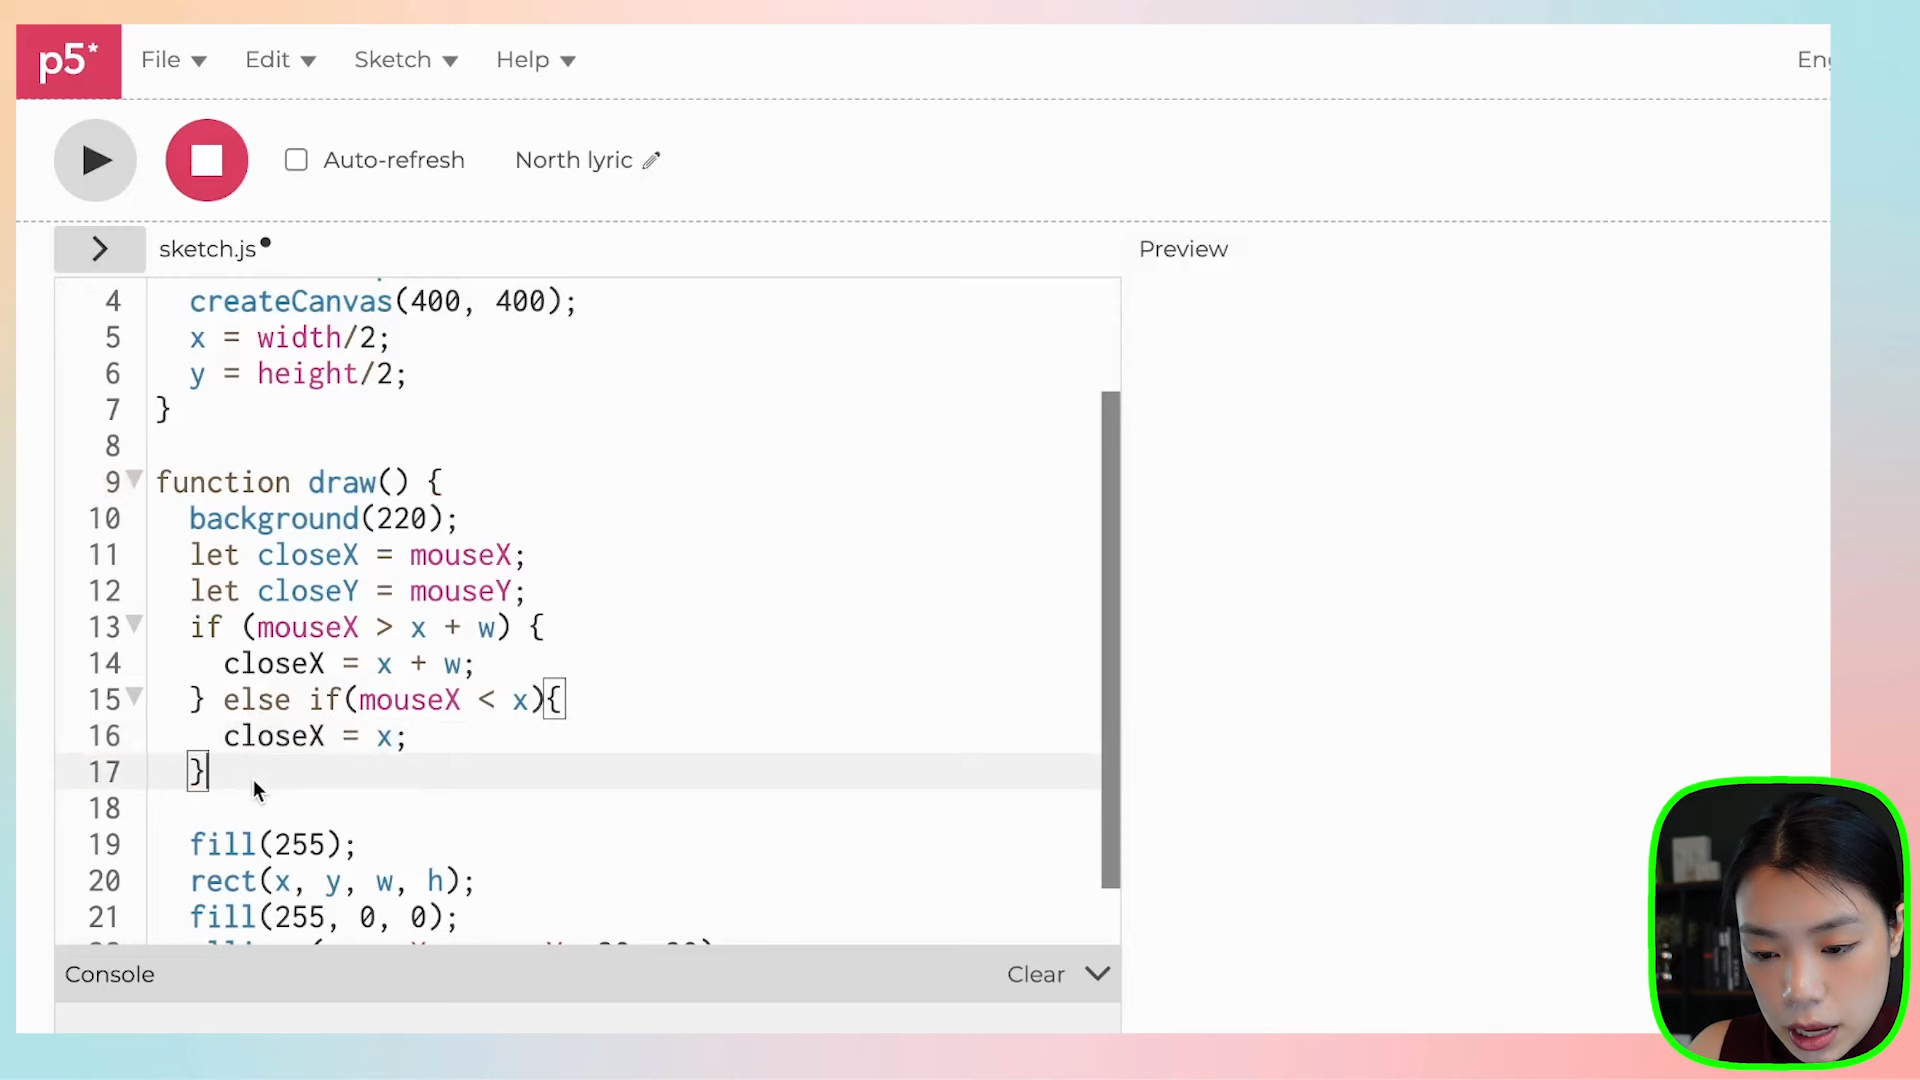 p5*
File Edit Sketch Help
Auto-refresh North lyric
sketch.js
Preview
4 createCanvas(400, 400);
5 x = width/2;
6 y = height/2;
7 }
8
9 function draw() {
10 background(220);
11 let closeX = mouseX;
12 let closeY = mouseY;
13 if (mouseX > x + w) {
14 closeX = x + w;
15 } else if(mouseX < x){
16 closeX = x;
17 }
18
19 fill(255);
20 rect(x, y, w, h);
21 fill(255, 0, 0);
Console Clear